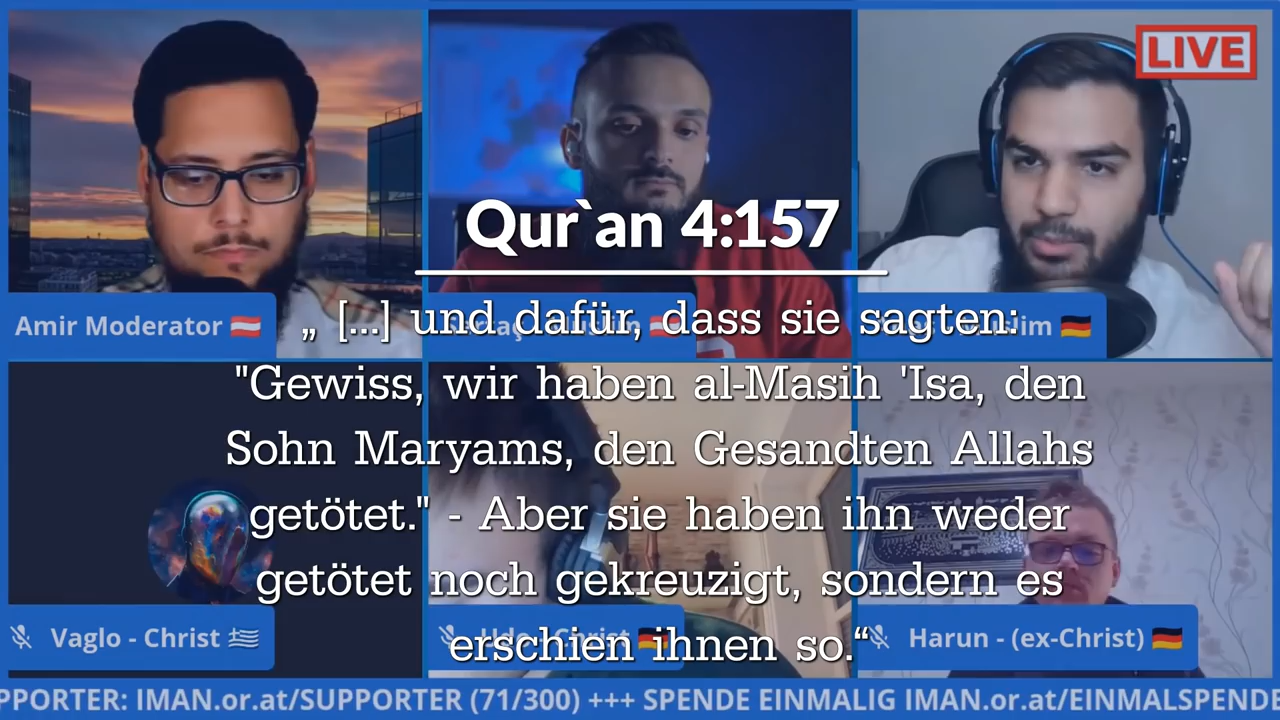 LIVE
Qur`an 4:157
Amir Moderator
„ [...] und dafür, dass sie sagten:
"Gewiss, wir haben al-Masih 'Isa, den
Sohn Maryams, den Gesandten Allahs
getötet." - Aber sie haben ihn weder
getötet noch gekreuzigt, sondern es
erschien ihnen so.“
Vaglo - Christ
Harun - (ex-Christ)
PPORTER: IMAN.or.at/SUPPORTER (71/300) +++ SPENDE EINMALIG IMAN.or.at/EINMALSPENDE